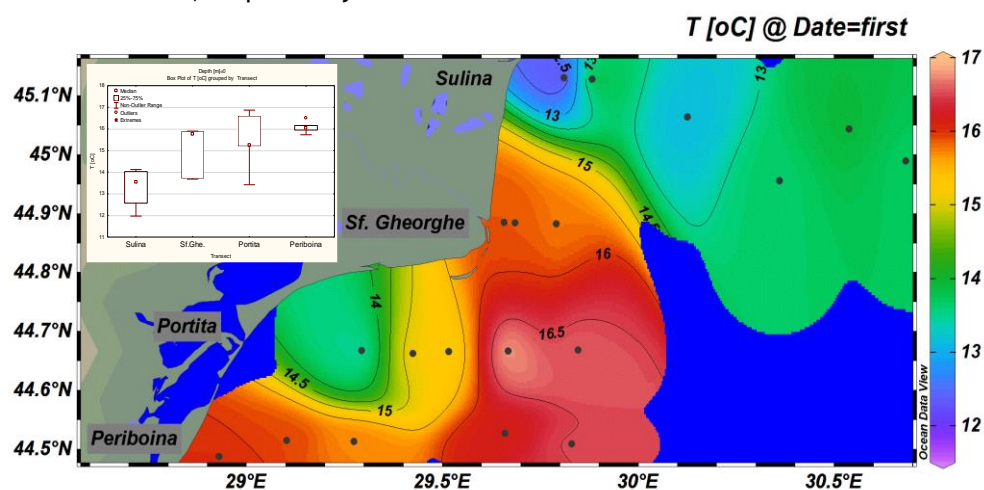 T [oC] @ Date=first
Depth [m]=0
Box Plot of T [oC] grouped by Transect
Median
25%-75%
Non-Outlier Range
Outliers
Extremes
T [oC]
18
17
16
15
14
13
12
11
Sulina
Sf.Ghe.
Portita
Periboina
Transect
Sulina
Sf. Gheorghe
Portita
Periboina
13
13
13
15
14.5
16
16.5
14
14.5
15
45.1°N
45°N
44.9°N
44.8°N
44.7°N
44.6°N
44.5°N
29°E
29.5°E
30°E
30.5°E
17
16
15
14
13
12
Ocean Data View